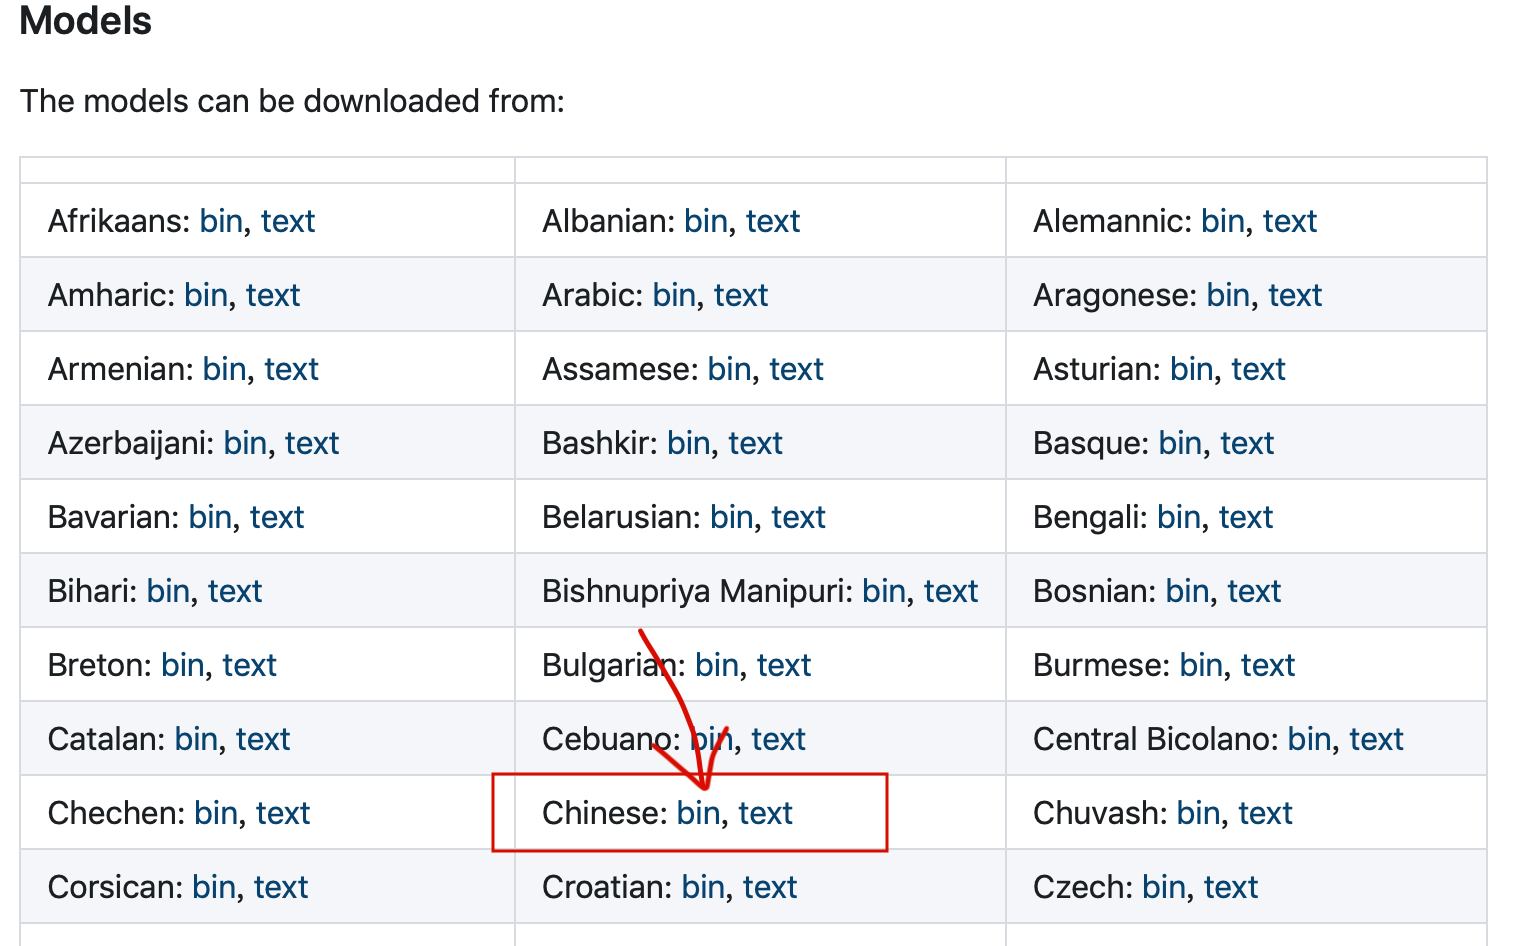 Models
The models can be downloaded from:
Afrikaans: bin, text Albanian: bin, text Alemannic: bin, text
Amharic: bin, text Arabic: bin, text Aragonese: bin, text
Armenian: bin, text Assamese: bin, text Asturian: bin, text
Azerbaijani: bin, text Bashkir: bin, text Basque: bin, text
Bavarian: bin, text Belarusian: bin, text Bengali: bin, text
Bihari: bin, text Bishnupriya Manipuri: bin, text Bosnian: bin, text
Breton: bin, text Bulgarian: bin, text Burmese: bin, text
Catalan: bin, text Cebuano: bin, text Central Bicolano: bin, text
Chechen: bin, text Chinese: bin, text Chuvash: bin, text
Corsican: bin, text Croatian: bin, text Czech: bin, text